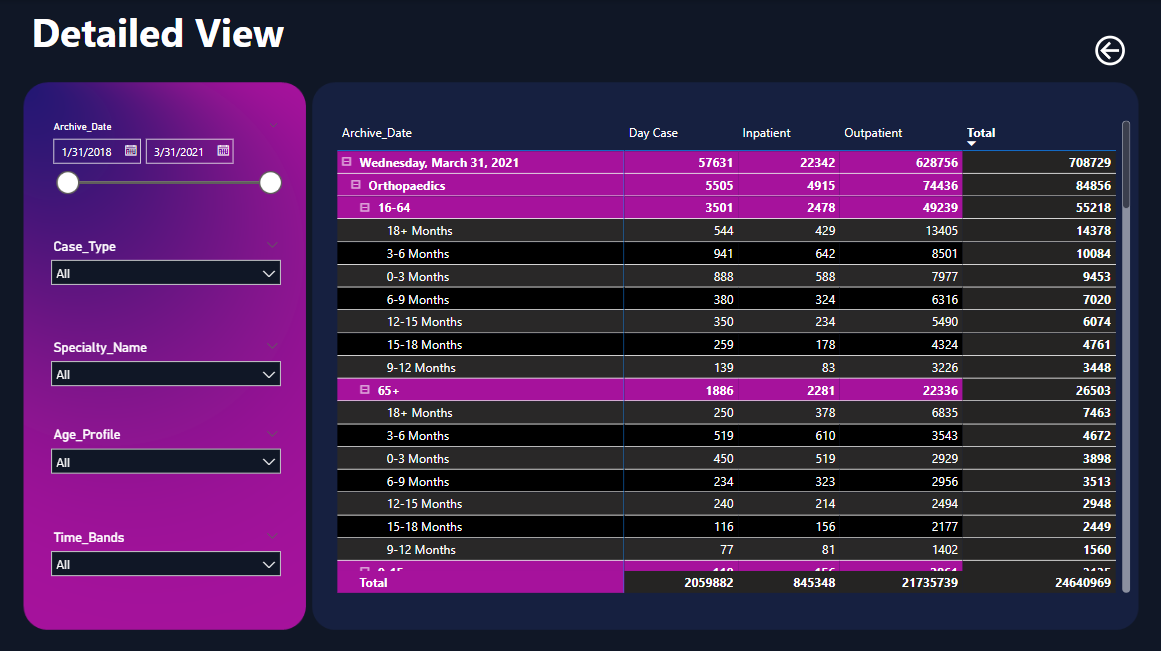 Detailed View
Archive_Date
1/31/2018 3/31/2021
Case_Type
All
Specialty_Name
All
Age_Profile
All
Time_Bands
All
Archive_Date Day Case Inpatient Outpatient Total
Wednesday, March 31, 2021 57631 22342 628756 708729
Orthopaedics 5505 4915 74436 84856
16-64 3501 2478 49239 55218
18+ Months 544 429 13405 14378
3-6 Months 941 642 8501 10084
0-3 Months 888 588 7977 9453
6-9 Months 380 324 6316 7020
12-15 Months 350 234 5490 6074
15-18 Months 259 178 4324 4761
9-12 Months 139 83 3226 3448
65+ 1886 2281 22336 26503
18+ Months 250 378 6835 7463
3-6 Months 519 610 3543 4672
0-3 Months 450 519 2929 3898
6-9 Months 234 323 2956 3513
12-15 Months 240 214 2494 2948
15-18 Months 116 156 2177 2449
9-12 Months 77 81 1402 1560
Total 2059882 845348 21735739 24640969